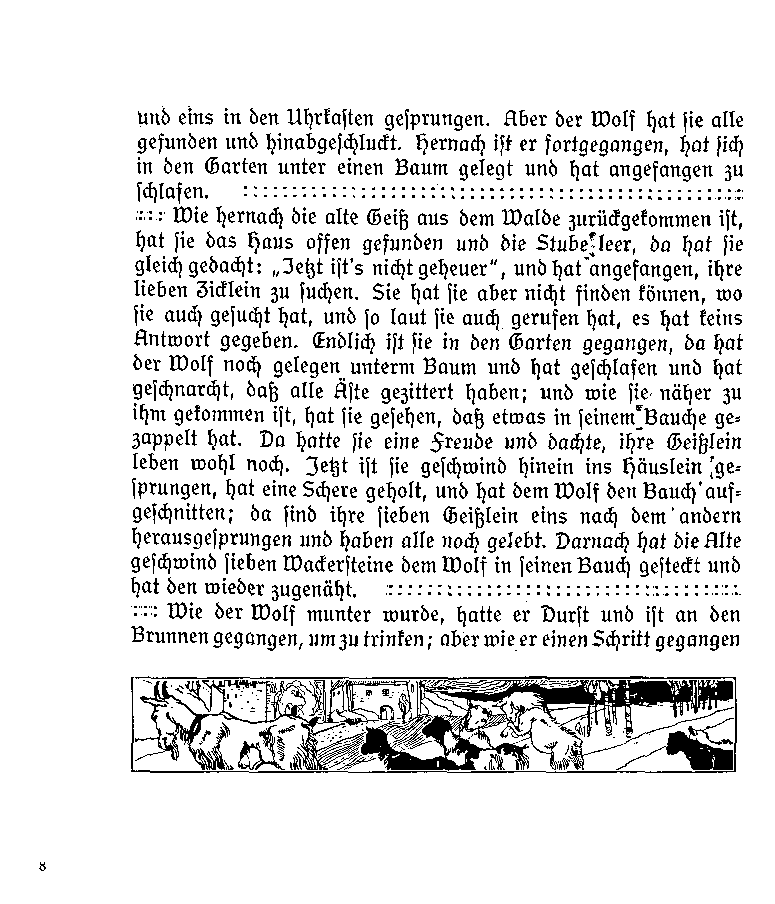 und eins in den Uhrkasten gesprungen. Aber der Wolf hat sie alle
gefunden und hinabgeschluckt. Hernach ist er fortgegangen, hat sich
in den Garten unter einen Baum gelegt und hat angefangen zu
schlafen. : : : : : : : : : : : : : : : : : : : : : : : : : : : : : : : : : : : : : : : : : : : : : : : : :
: : : : Wie hernach die alte Geiß aus dem Walde zurückgekommen ist,
hat sie das Haus offen gefunden und die Stube leer, da hat sie
gleich gedacht: „Jetzt ist's nicht geheuer“, und hat angefangen, ihre
lieben Zicklein zu suchen. Sie hat sie aber nicht finden können, wo
sie auch gesucht hat, und so laut sie auch gerufen hat, es hat keins
Antwort gegeben. Endlich ist sie in den Garten gegangen, da hat
der Wolf noch gelegen unterm Baum und hat geschlafen und hat
geschnarcht, daß alle Äste gezittert haben; und wie sie näher zu
ihm gekommen ist, hat sie gesehen, daß etwas in seinem Bauche ge-
zappelt hat. Da hatte sie eine Freude und dachte, ihre Geißlein
leben wohl noch. Jetzt ist sie geschwind hinein ins Häuslein ge-
sprungen, hat eine Schere geholt, und hat dem Wolf den Bauch auf-
geschnitten; da sind ihre sieben Geißlein eins nach dem andern
herausgesprungen und haben alle noch gelebt. Darnach hat die Alte
geschwind sieben Wackersteine dem Wolf in seinen Bauch gesteckt und
hat den wieder zugenäht. : : : : : : : : : : : : : : : : : : : : : : : : : : : : : : : : : : :
: : : : Wie der Wolf munter wurde, hatte er Durst und ist an den
Brunnen gegangen, um zu trinken; aber wie er einen Schritt gegangen
8